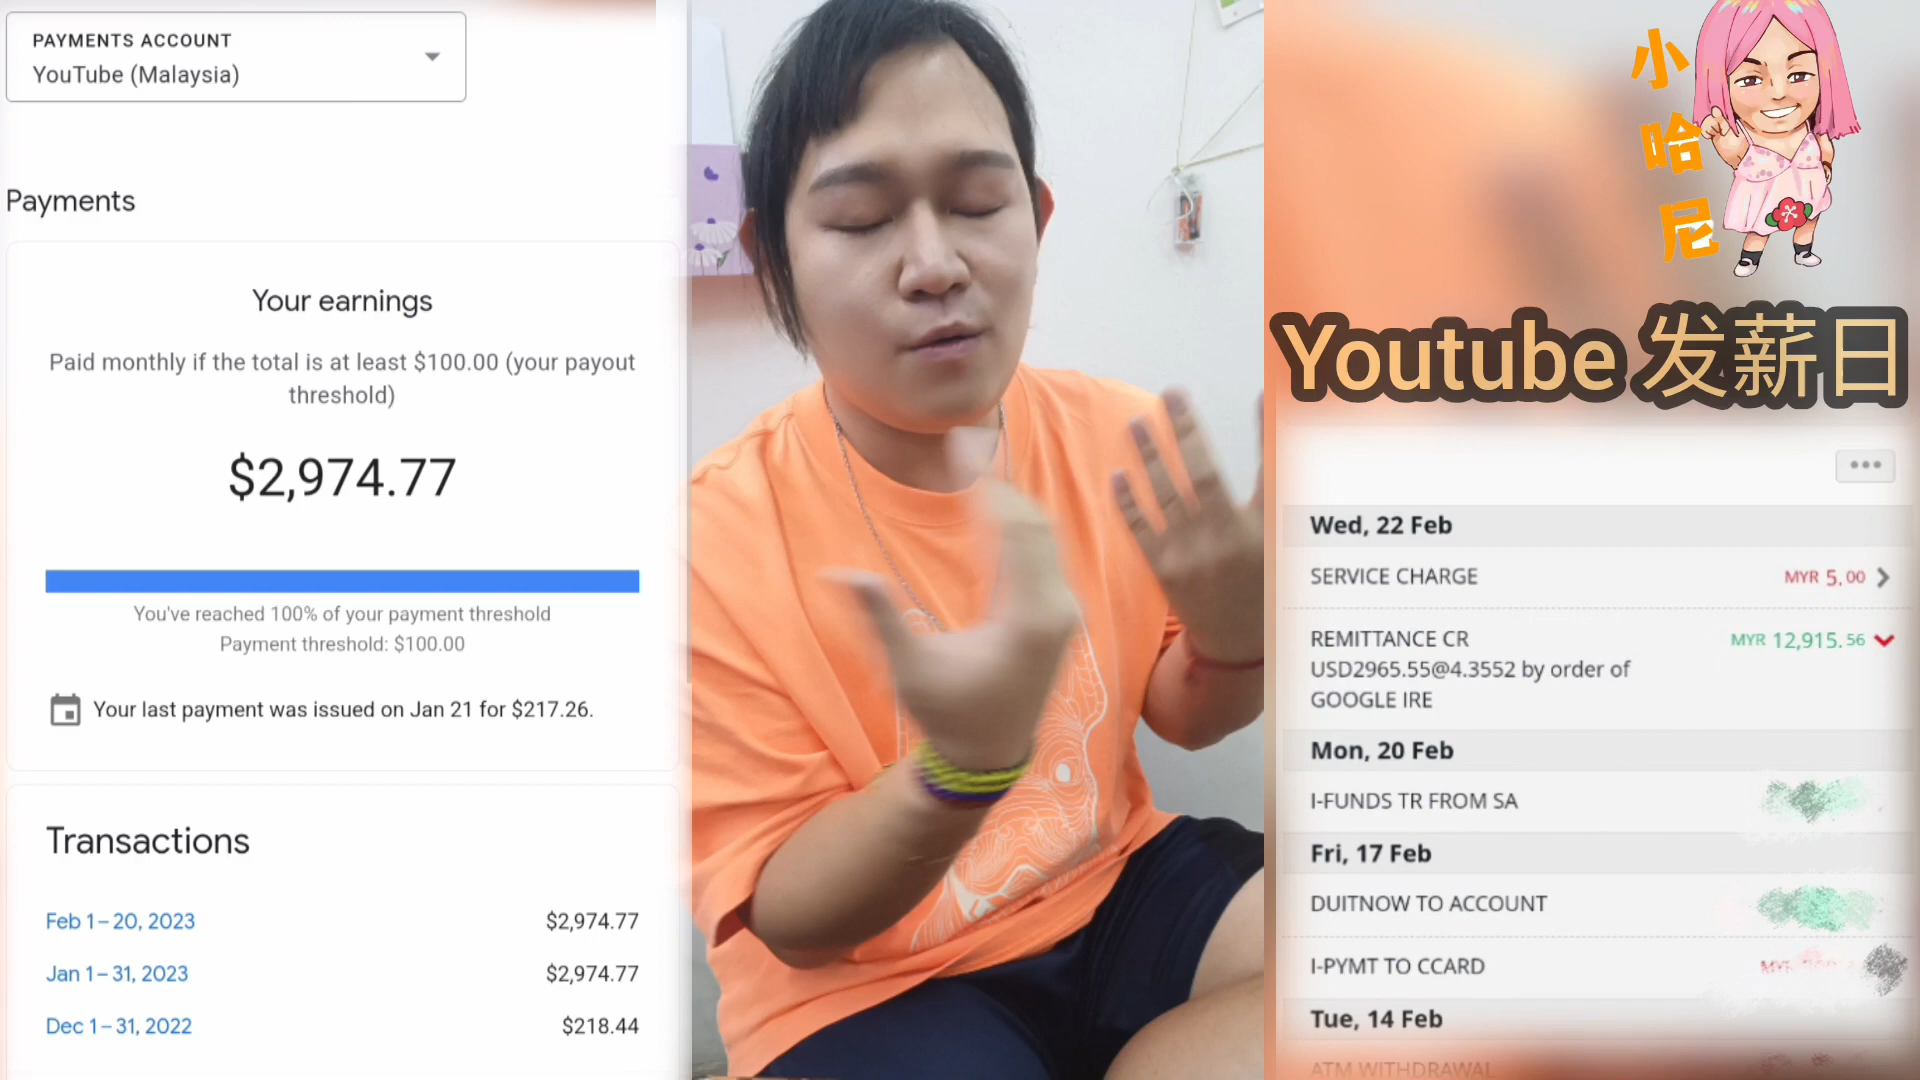 PAYMENTS ACCOUNT
YouTube (Malaysia)
Payments
Your earnings
Paid monthly if the total is at least $100.00 (your payout
threshold)
$2,974.77
You've reached 100% of your payment threshold
Payment threshold: $100.00
Your last payment was issued on Jan 21 for $217.26.
Transactions
Feb 1 – 20, 2023 $2,974.77
Jan 1 – 31, 2023 $2,974.77
Dec 1 – 31, 2022 $218.44
小
哈
尼
Youtube 发薪日
Wed, 22 Feb
SERVICE CHARGE MYR 5.00
REMITTANCE CR MYR 12,915.56
USD2965.55@4.3552 by order of
GOOGLE IRE
Mon, 20 Feb
I-FUNDS TR FROM SA
Fri, 17 Feb
DUITNOW TO ACCOUNT
I-PYMT TO CCARD
Tue, 14 Feb
ATM WITHDRAWAL